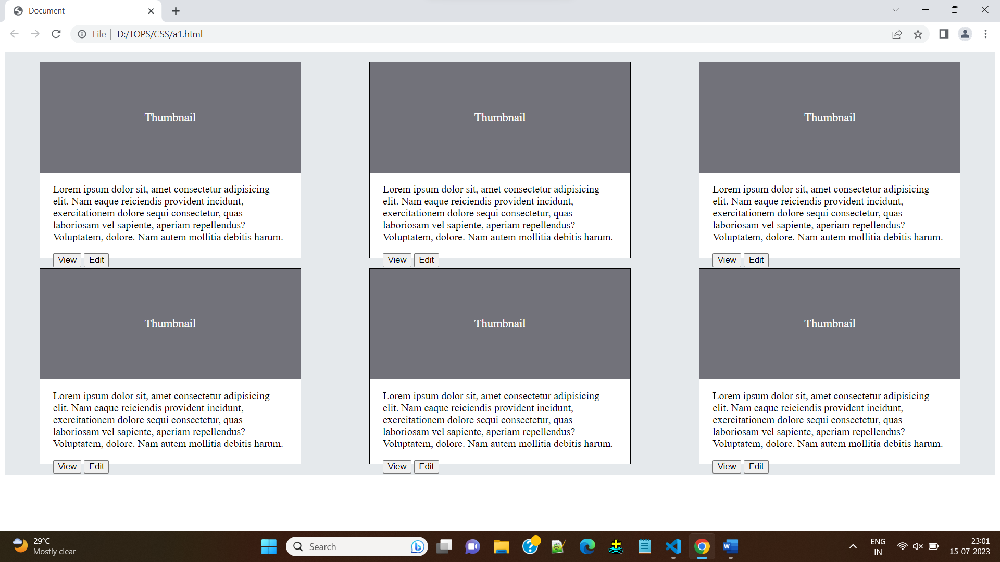 Document
File
D:/TOPS/CSS/a1.html
Thumbnail
Lorem ipsum dolor sit, amet consectetur adipisicing
elit. Nam eaque reiciendis provident incidunt,
exercitationem dolore sequi consectetur, quas
laboriosam vel sapiente, aperiam repellendus?
Voluptatem, dolore. Nam autem mollitia debitis harum.
View Edit
Thumbnail
Lorem ipsum dolor sit, amet consectetur adipisicing
elit. Nam eaque reiciendis provident incidunt,
exercitationem dolore sequi consectetur, quas
laboriosam vel sapiente, aperiam repellendus?
Voluptatem, dolore. Nam autem mollitia debitis harum.
View Edit
Thumbnail
Lorem ipsum dolor sit, amet consectetur adipisicing
elit. Nam eaque reiciendis provident incidunt,
exercitationem dolore sequi consectetur, quas
laboriosam vel sapiente, aperiam repellendus?
Voluptatem, dolore. Nam autem mollitia debitis harum.
View Edit
Thumbnail
Lorem ipsum dolor sit, amet consectetur adipisicing
elit. Nam eaque reiciendis provident incidunt,
exercitationem dolore sequi consectetur, quas
laboriosam vel sapiente, aperiam repellendus?
Voluptatem, dolore. Nam autem mollitia debitis harum.
View Edit
Thumbnail
Lorem ipsum dolor sit, amet consectetur adipisicing
elit. Nam eaque reiciendis provident incidunt,
exercitationem dolore sequi consectetur, quas
laboriosam vel sapiente, aperiam repellendus?
Voluptatem, dolore. Nam autem mollitia debitis harum.
View Edit
Thumbnail
Lorem ipsum dolor sit, amet consectetur adipisicing
elit. Nam eaque reiciendis provident incidunt,
exercitationem dolore sequi consectetur, quas
laboriosam vel sapiente, aperiam repellendus?
Voluptatem, dolore. Nam autem mollitia debitis harum.
View Edit
29°C
Mostly clear
Search
ENG
IN
23:01
15-07-2023